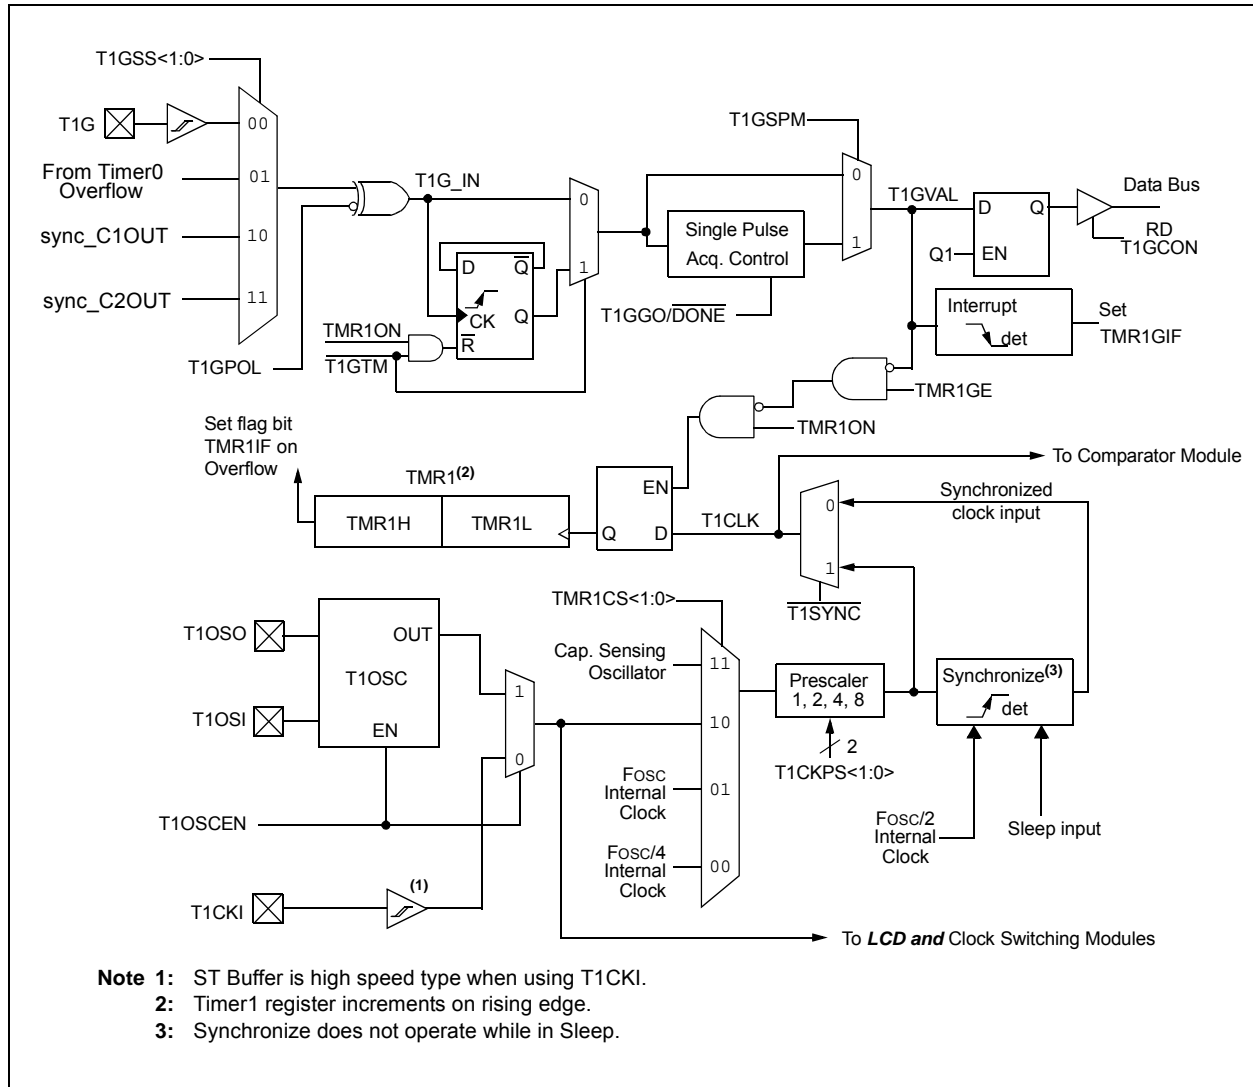 T1GSS<1:0>
T1G
00
From Timer0
Overflow
01
sync_C1OUT
10
sync_C2OUT
11
T1GPOL
T1G_IN
0
1
D
Q
CK
Q
R
TMR1ON
T1GTM
T1GSPM
0
1
Single Pulse
Acq. Control
T1GGO/DONE
T1GVAL
D
Q
Q1
EN
Data Bus
RD
T1GCON
Interrupt
det
Set
TMR1GIF
TMR1GE
TMR1ON
Set flag bit
TMR1IF on
Overflow
TMR1(2)
TMR1H
TMR1L
EN
Q
D
T1CLK
To Comparator Module
0
1
Synchronized
clock input
T1SYNC
TMR1CS<1:0>
T1OSO
OUT
T1OSC
T1OSI
EN
1
0
T1OSCEN
T1CKI
(1)
Cap. Sensing
Oscillator
11
10
FOSC
Internal
Clock
01
FOSC/4
Internal
Clock
00
Prescaler
1, 2, 4, 8
2
T1CKPS<1:0>
Synchronize(3)
det
FOSC/2
Internal
Clock
Sleep input
To LCD and Clock Switching Modules
Note 1: ST Buffer is high speed type when using T1CKI.
2: Timer1 register increments on rising edge.
3: Synchronize does not operate while in Sleep.